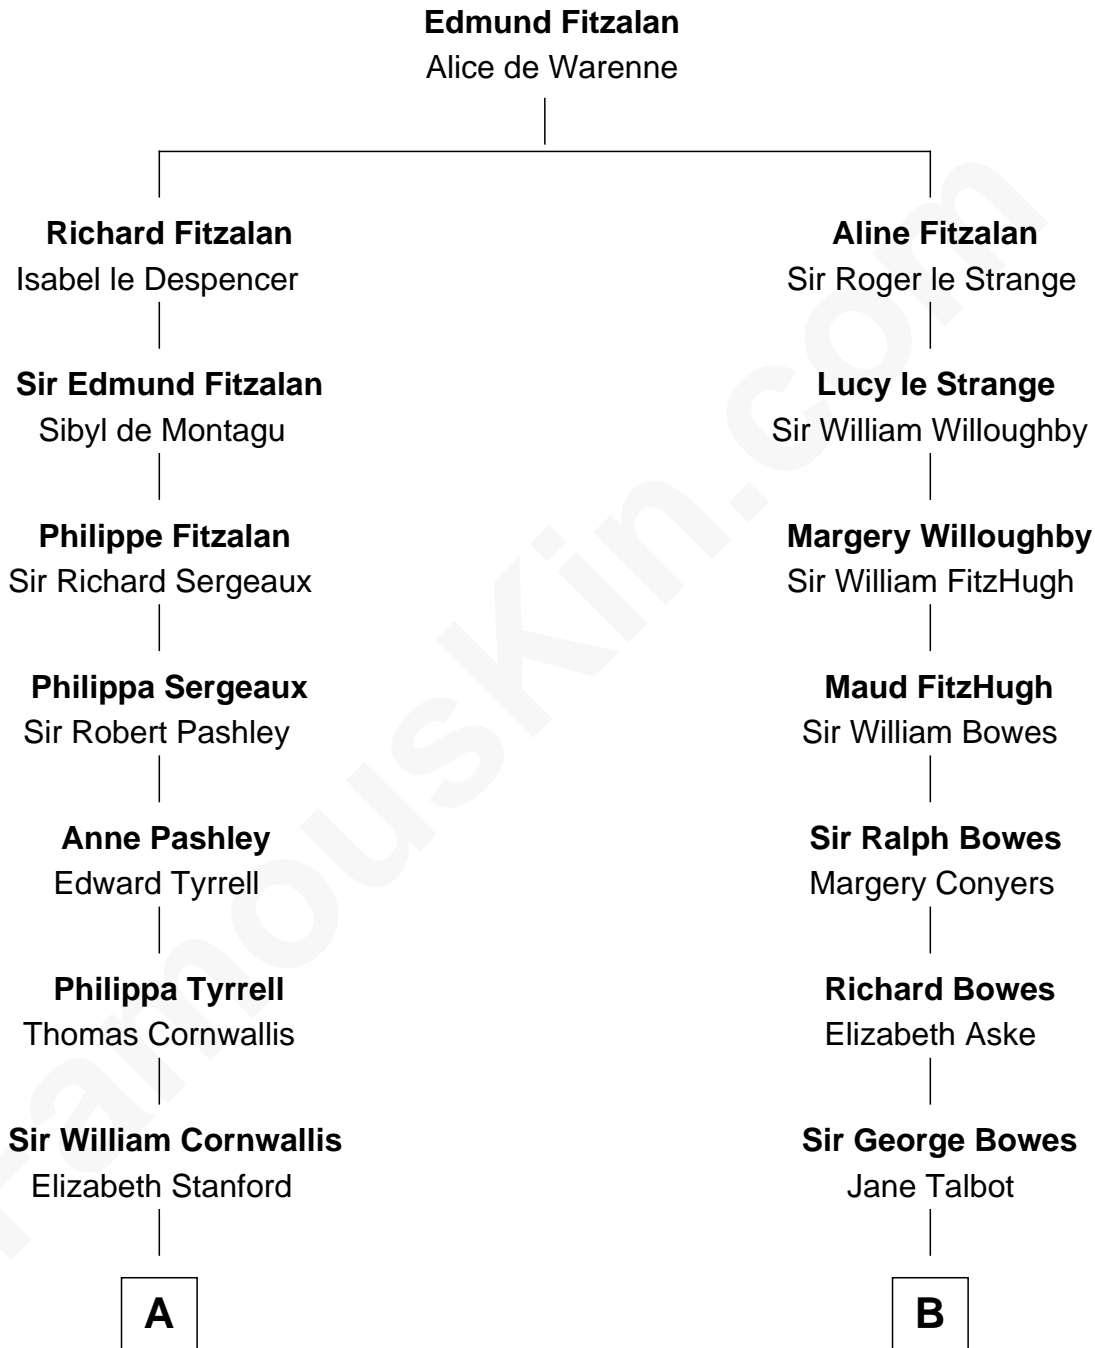 Edmund Fitzalan
Alice de Warenne
Richard Fitzalan
Isabel le Despencer
Sir Edmund Fitzalan
Sibyl de Montagu
Philippe Fitzalan
Sir Richard Sergeaux
Philippa Sergeaux
Sir Robert Pashley
Anne Pashley
Edward Tyrrell
Philippa Tyrrell
Thomas Cornwallis
Sir William Cornwallis
Elizabeth Stanford
A
Aline Fitzalan
Sir Roger le Strange
Lucy le Strange
Sir William Willoughby
Margery Willoughby
Sir William FitzHugh
Maud FitzHugh
Sir William Bowes
Sir Ralph Bowes
Margery Conyers
Richard Bowes
Elizabeth Aske
Sir George Bowes
Jane Talbot
B
FamousKin.com